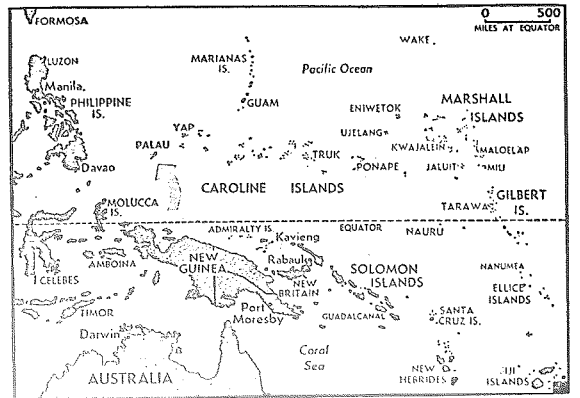 FORMOSA
0 500
MILES AT EQUATOR
WAKE
LUZON
MARIANAS
IS.
Pacific Ocean
Manila
PHILIPPINE
IS.
GUAM
ENIWETOK
MARSHALL
ISLANDS
YAP
UJELANG
KWAJALEIN
MALOELAP
PALAU
TRUK
PONAPE
JALUIT
MILI
Davao
CAROLINE ISLANDS
MOLUCCA
IS.
GILBERT
IS.
TARAWA
ADMIRALTY IS.
EQUATOR
NAURU
Kavieng
AMBOINA
NEW
GUINEA
Rabaul
SOLOMON
ISLANDS
NANUMEA
CELEBES
NEW
BRITAIN
ELLICE
ISLANDS
TIMOR
Port
Moresby
GUADALCANAL
SANTA
CRUZ IS.
Darwin
Coral
Sea
AUSTRALIA
NEW
HEBRIDES
FIJI
ISLANDS